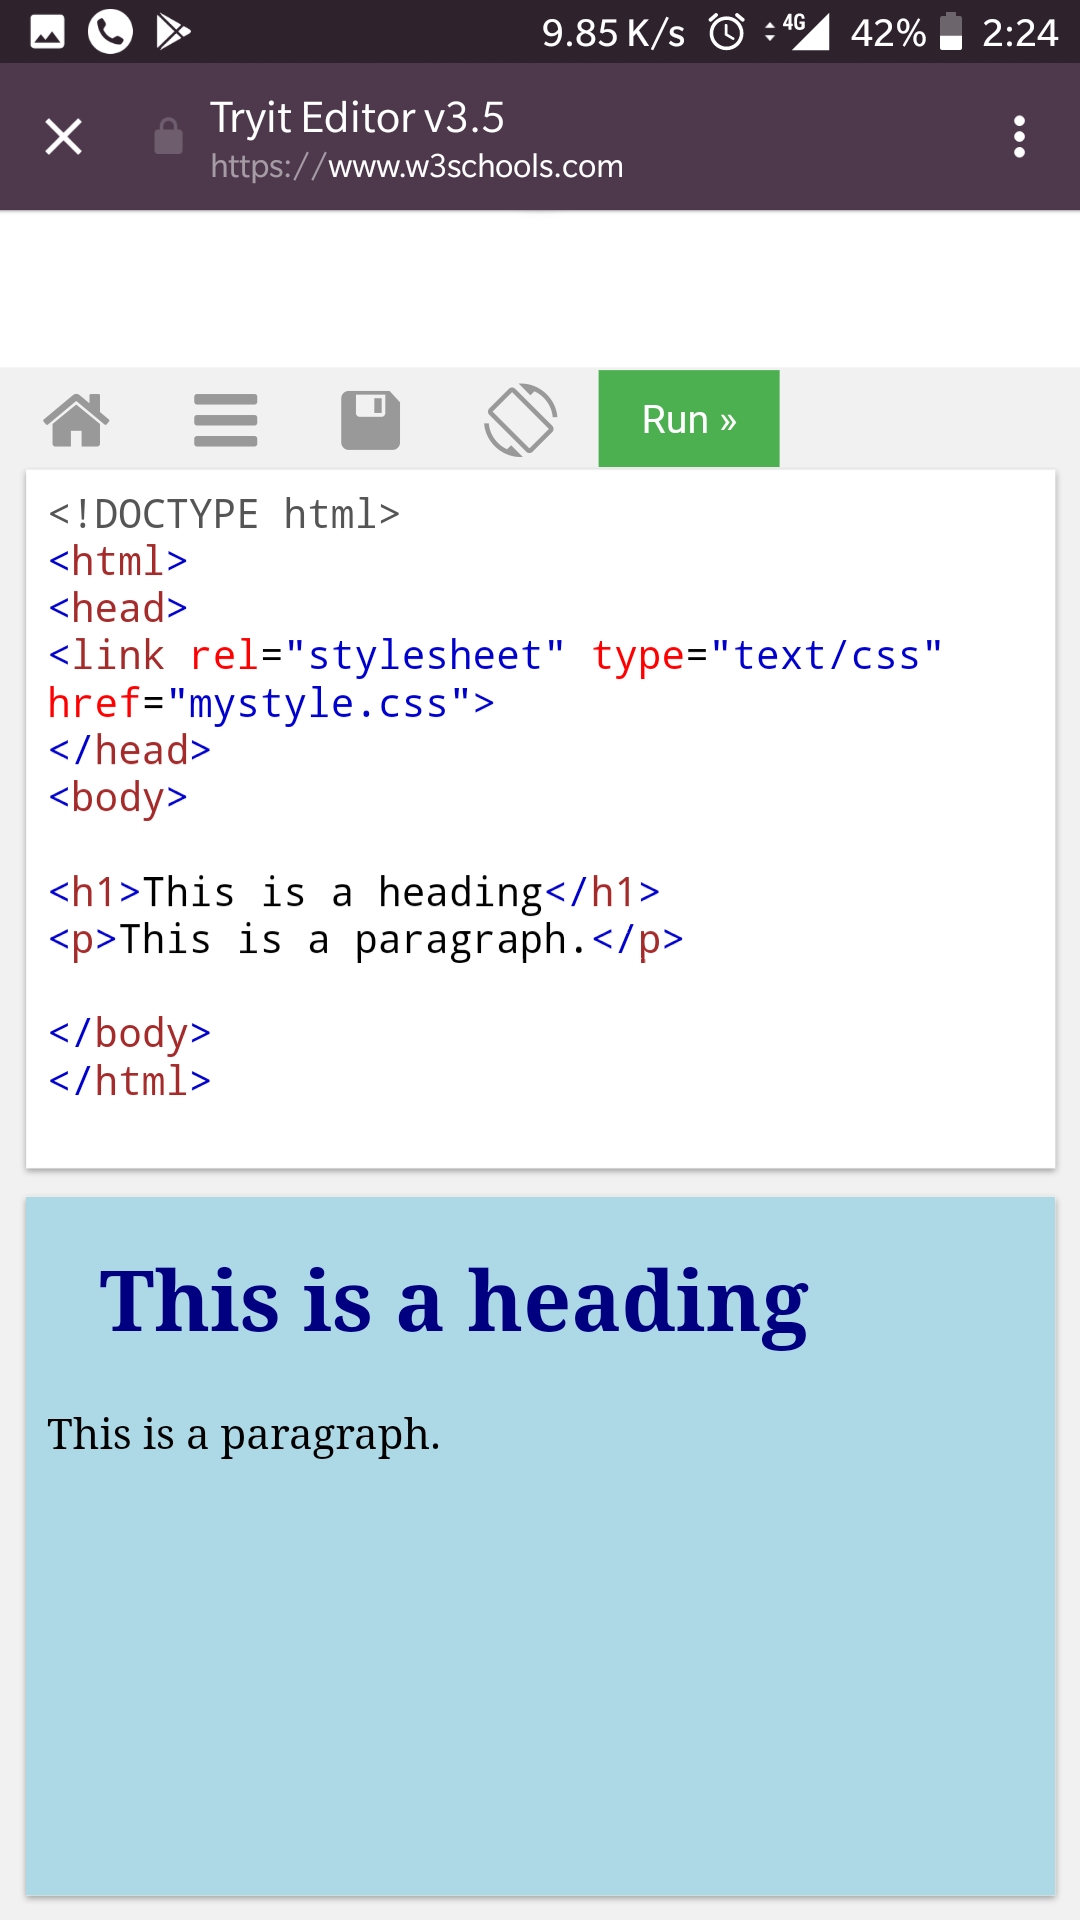 9.85 K/s 4G 42% 2:24
Tryit Editor v3.5
https://www.w3schools.com
Run »
<!DOCTYPE html>
<html>
<head>
<link rel="stylesheet" type="text/css"
href="mystyle.css">
</head>
<body>
<h1>This is a heading</h1>
<p>This is a paragraph.</p>
</body>
</html>
This is a heading
This is a paragraph.